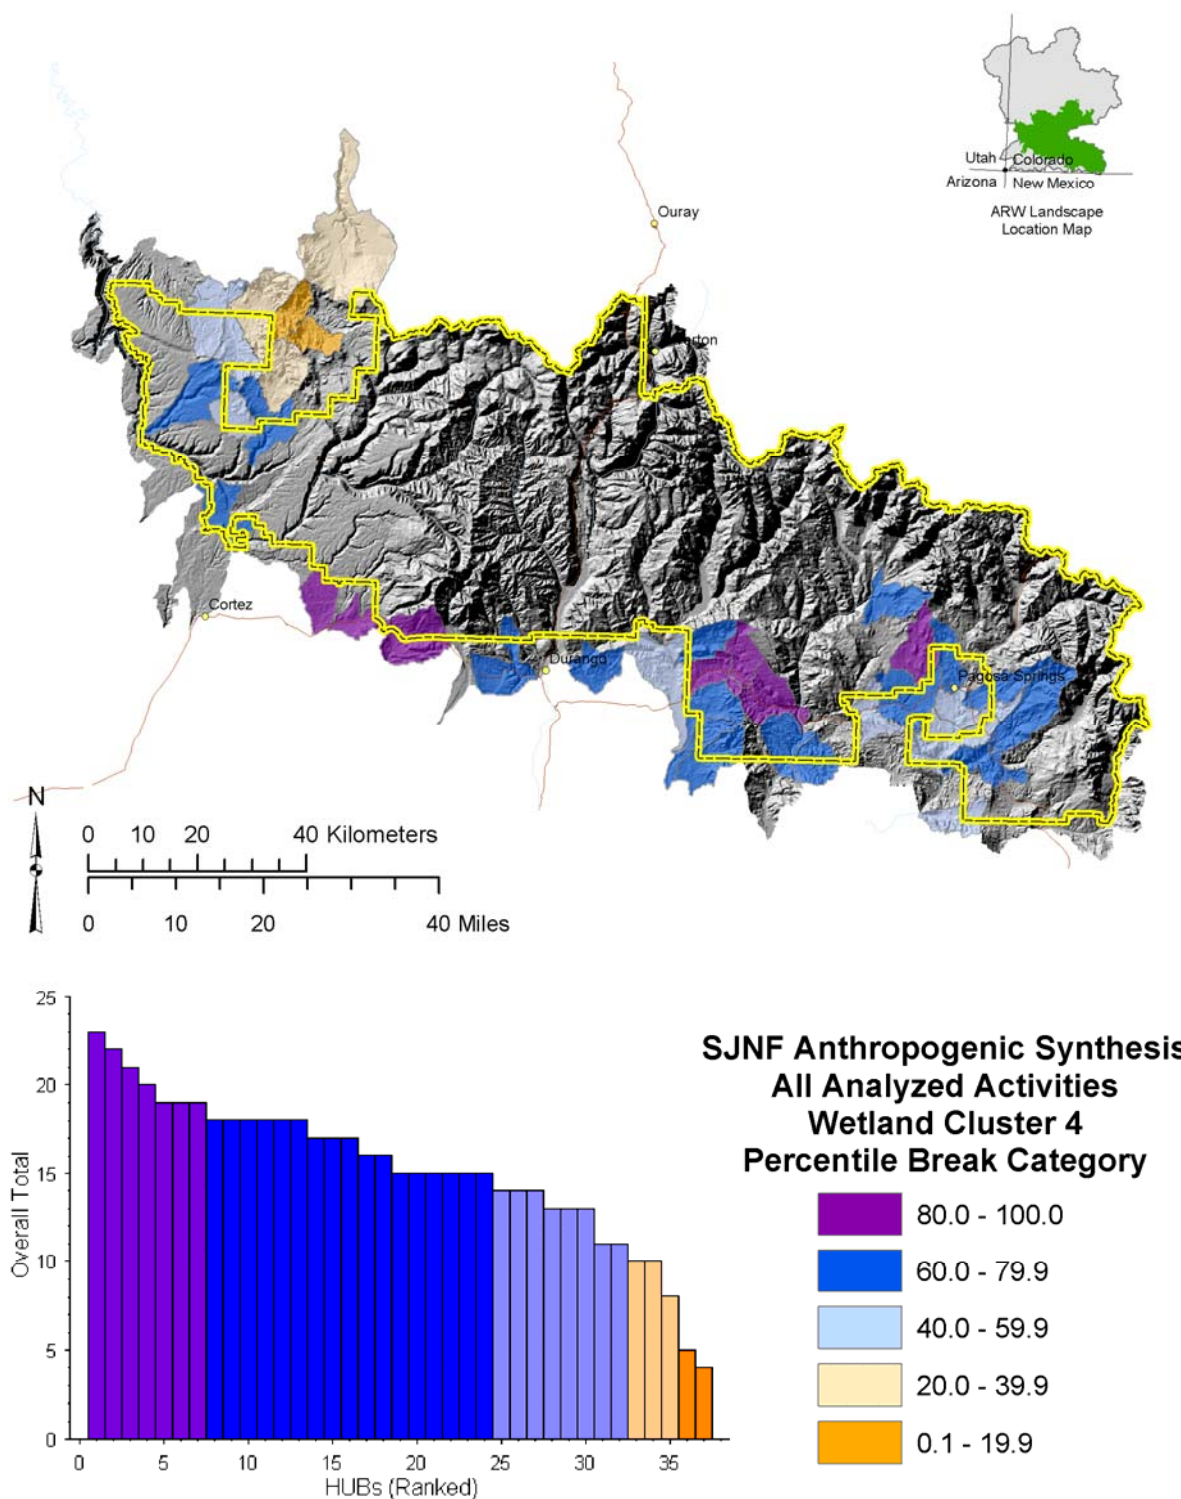 Utah Colorado
Arizona New Mexico
ARW Landscape
Location Map
Ouray
erton
Cortez
Durango
Pagosa Springs
N
0 10 20 40 Kilometers
0 10 20 40 Miles
25
20
15
10
5
0
Overall Total
0 5 10 15 20 25 30 35
HUBs (Ranked)
SJNF Anthropogenic Synthesis
All Analyzed Activities
Wetland Cluster 4
Percentile Break Category
80.0 - 100.0
60.0 - 79.9
40.0 - 59.9
20.0 - 39.9
0.1 - 19.9